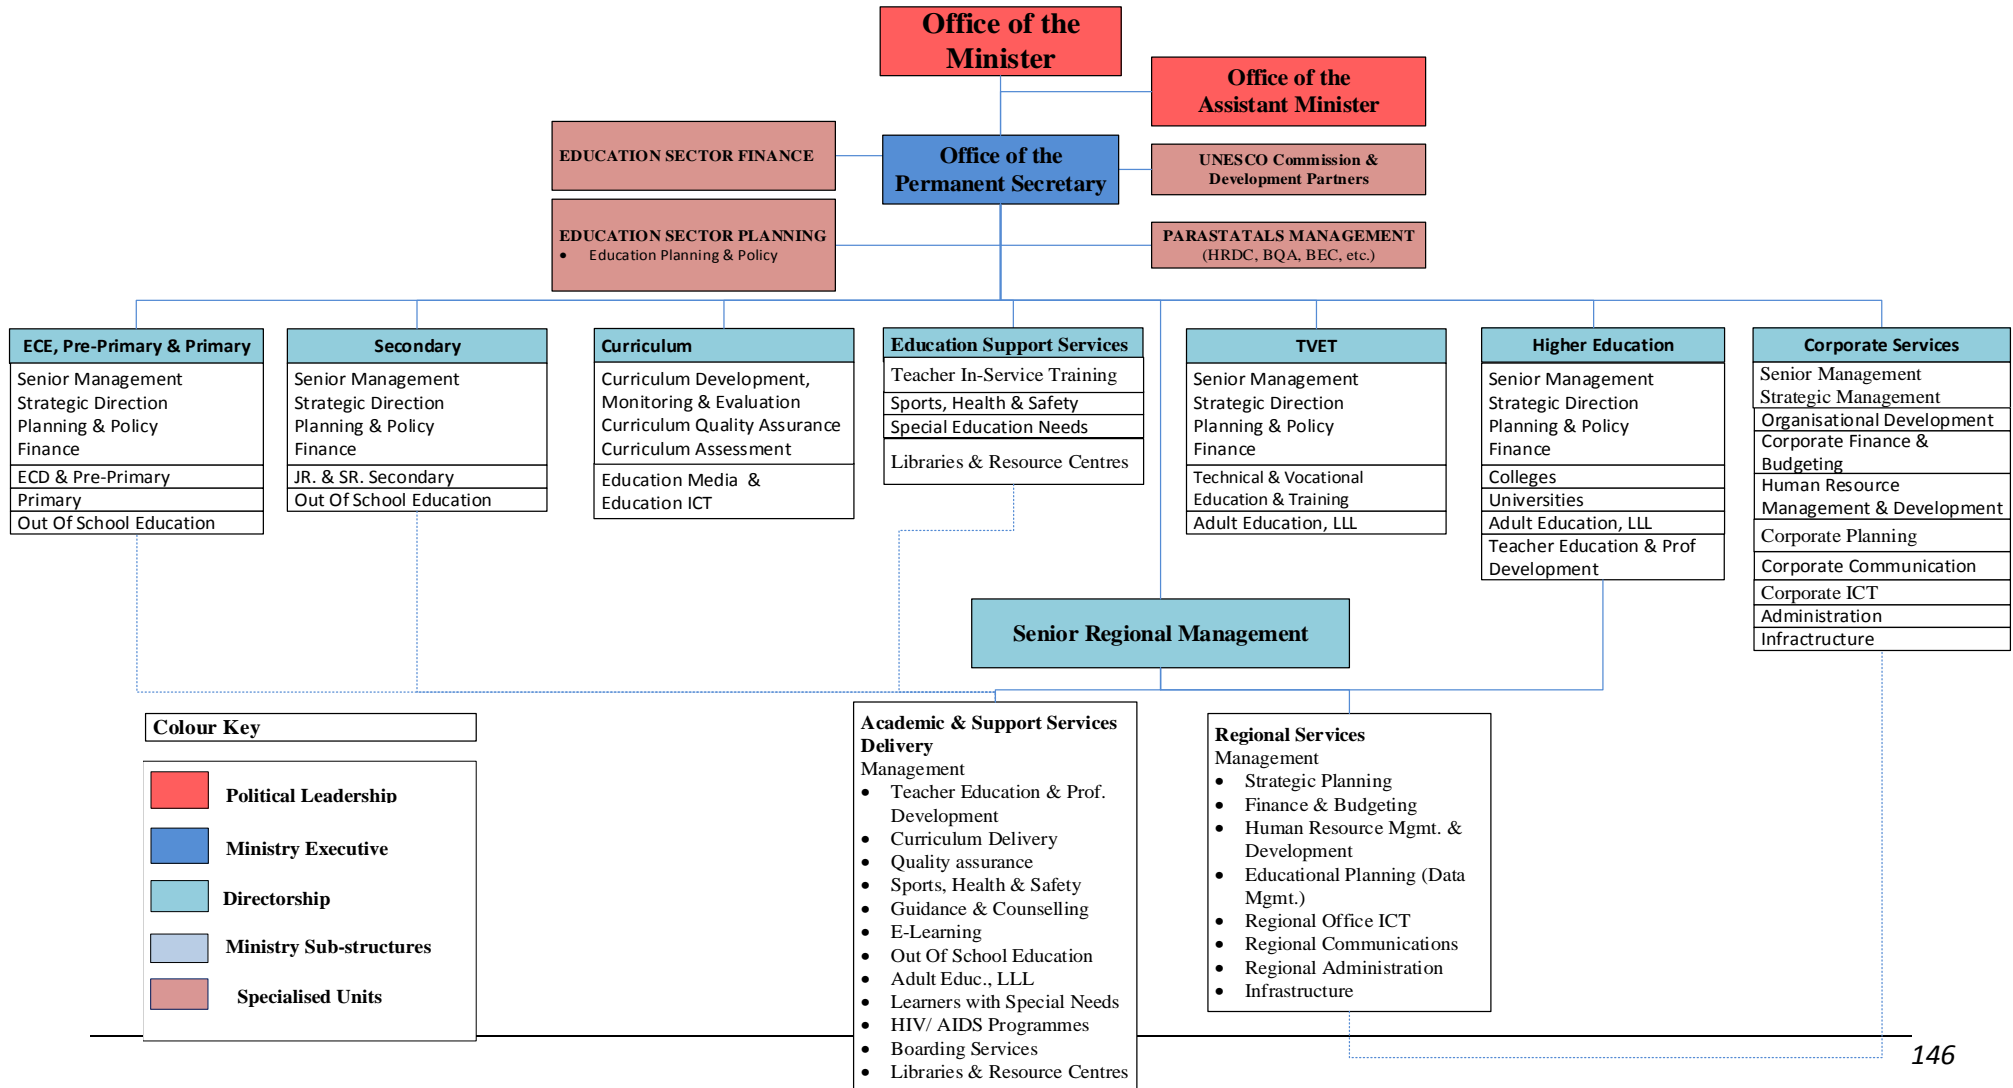 Office of the
Minister
Office of the
Assistant Minister
EDUCATION SECTOR FINANCE
Office of the
Permanent Secretary
UNESCO Commission &
Development Partners
EDUCATION SECTOR PLANNING
• Education Planning & Policy
PARASTATALS MANAGEMENT
(HRDC, BQA, BEC, etc.)
ECE, Pre-Primary & Primary
Senior Management
Strategic Direction
Planning & Policy
Finance
ECD & Pre-Primary
Primary
Out Of School Education
Secondary
Senior Management
Strategic Direction
Planning & Policy
Finance
JR. & SR. Secondary
Out Of School Education
Curriculum
Curriculum Development,
Monitoring & Evaluation
Curriculum Quality Assurance
Curriculum Assessment
Education Media &
Education ICT
Education Support Services
Teacher In-Service Training
Sports, Health & Safety
Special Education Needs
Libraries & Resource Centres
TVET
Senior Management
Strategic Direction
Planning & Policy
Finance
Technical & Vocational
Education & Training
Adult Education, LLL
Higher Education
Senior Management
Strategic Direction
Planning & Policy
Finance
Colleges
Universities
Adult Education, LLL
Teacher Education & Prof
Development
Corporate Services
Senior Management
Strategic Management
Organisational Development
Corporate Finance &
Budgeting
Human Resource
Management & Development
Corporate Planning
Corporate Communication
Corporate ICT
Administration
Infractructure
Senior Regional Management
Colour Key
Political Leadership
Ministry Executive
Directorship
Ministry Sub-structures
Specialised Units
Academic & Support Services
Delivery
Management
• Teacher Education & Prof.
Development
• Curriculum Delivery
• Quality assurance
• Sports, Health & Safety
• Guidance & Counselling
• E-Learning
• Out Of School Education
• Adult Educ., LLL
• Learners with Special Needs
• HIV/ AIDS Programmes
• Boarding Services
• Libraries & Resource Centres
Regional Services
Management
• Strategic Planning
• Finance & Budgeting
• Human Resource Mgmt. &
Development
• Educational Planning (Data
Mgmt.)
• Regional Office ICT
• Regional Communications
• Regional Administration
• Infrastructure
146